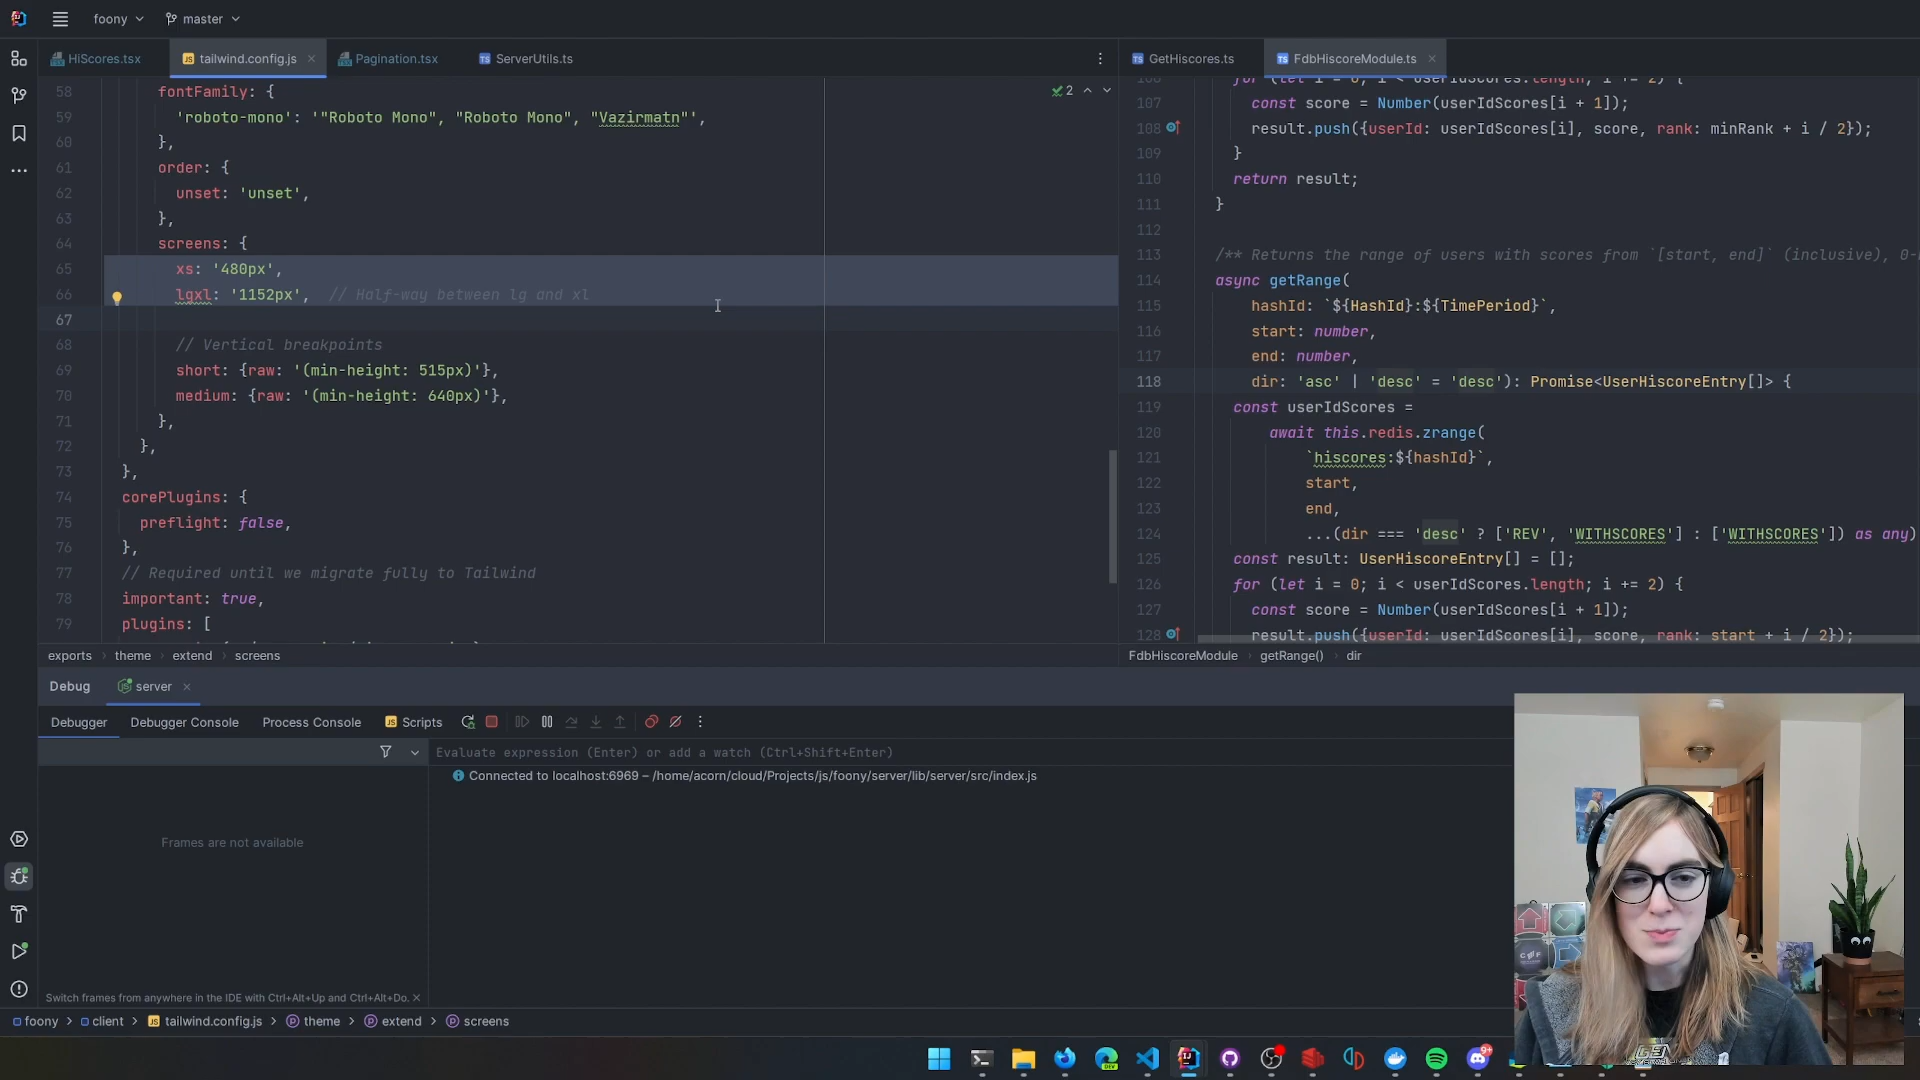 foony
master
HiScores.tsx
tailwind.config.js
Pagination.tsx
ServerUtils.ts
GetHiscores.ts
FdbHiscoreModule.ts
58 fontFamily: {
59 'roboto-mono': '"Roboto Mono", "Roboto Mono", "Vazirmatn"',
60 },
61 order: {
62 unset: 'unset',
63 },
64 screens: {
65 xs: '480px',
66 lgxl: '1152px', // Half-way between lg and xl
67
68 // Vertical breakpoints
69 short: {raw: '(min-height: 515px)'},
70 medium: {raw: '(min-height: 640px)'},
71 },
72 },
73 },
74 corePlugins: {
75 preflight: false,
76 },
77 // Required until we migrate fully to Tailwind
78 important: true,
79 plugins: [
2
exports > theme > extend > screens
for (let i = 0; i < userIdScores.length; i += 2) {
107 const score = Number(userIdScores[i + 1]);
108 result.push({userId: userIdScores[i], score, rank: minRank + i / 2});
109 }
110 return result;
111 }
112
113 /** Returns the range of users with scores from `[start, end]` (inclusive), 0-
114 async getRange(
115 hashId: `${HashId}:${TimePeriod}`,
116 start: number,
117 end: number,
118 dir: 'asc' | 'desc' = 'desc'): Promise<UserHiscoreEntry[]> {
119 const userIdScores =
120 await this.redis.zrange(
121 `hiscores:${hashId}`,
122 start,
123 end,
124 ...(dir === 'desc' ? ['REV', 'WITHSCORES'] : ['WITHSCORES']) as any)
125 const result: UserHiscoreEntry[] = [];
126 for (let i = 0; i < userIdScores.length; i += 2) {
127 const score = Number(userIdScores[i + 1]);
128 result.push({userId: userIdScores[i], score, rank: start + i / 2});
FdbHiscoreModule > getRange() > dir
Debug
server
Debugger
Debugger Console
Process Console
Scripts
Evaluate expression (Enter) or add a watch (Ctrl+Shift+Enter)
Connected to localhost:6969 – /home/acorn/cloud/Projects/js/foony/server/lib/server/src/index.js
Frames are not available
Switch frames from anywhere in the IDE with Ctrl+Alt+Up and Ctrl+Alt+Do.
foony > client > tailwind.config.js > theme > extend > screens